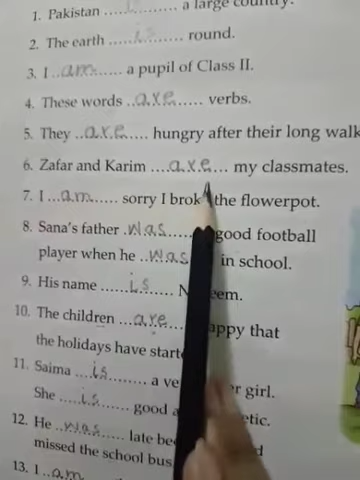 1. Pakistan ....is.... a large country.
2. The earth ....is.... round.
3. I ..am.... a pupil of Class II.
4. These words ..are.... verbs.
5. They ..are.... hungry after their long walk
6. Zafar and Karim ....are... my classmates.
7. I ...am..... sorry I brok the flowerpot.
8. Sana's father .was..... good football
player when he ..was in school.
9. His name .....is......
10. The children ...are... appy that
the holidays have start
11. Saima ...is....... a ve r girl.
She ....is...... good etic.
12. He ..was..... late be
missed the school bus
13. I ..am